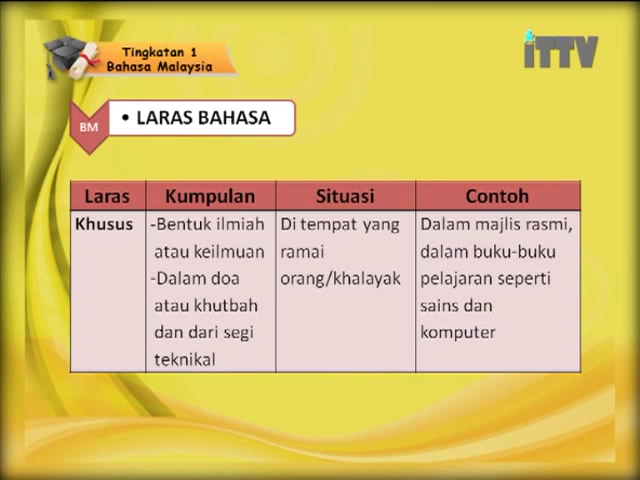 Tingkatan 1
Bahasa Malaysia
iTTV
BM
• LARAS BAHASA
Laras
Kumpulan
Situasi
Contoh
Khusus
-Bentuk ilmiah
atau keilmuan
-Dalam doa
atau khutbah
dan dari segi
teknikal
Di tempat yang
ramai
orang/khalayak
Dalam majlis rasmi,
dalam buku-buku
pelajaran seperti
sains dan
komputer